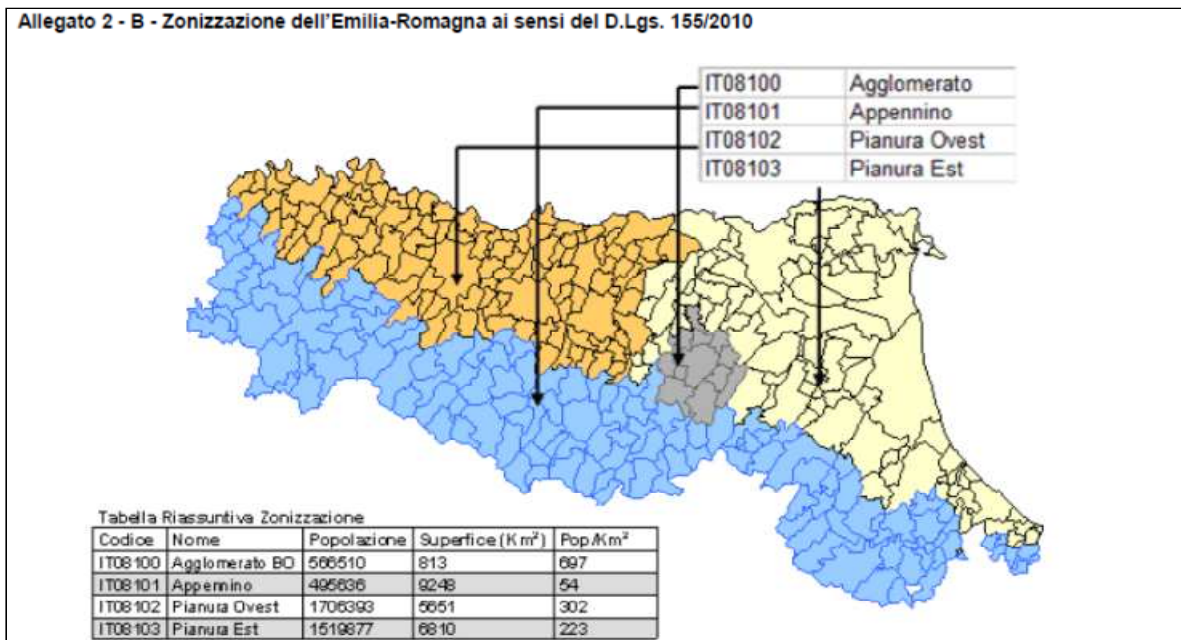 Allegato 2 - B - Zonizzazione dell'Emilia-Romagna ai sensi del D.Lgs. 155/2010
IT08100 Agglomerato
IT08101 Appennino
IT08102 Pianura Ovest
IT08103 Pianura Est
Tabella Riassuntiva Zonizzazione
Codice Nome Popolazione Superfice (Km²) Pop/Km²
IT08100 Agglomerato BO 566510 813 697
IT08101 Appennino 495636 9248 54
IT08102 Pianura Ovest 1706393 5651 302
IT08103 Pianura Est 1519877 6810 223